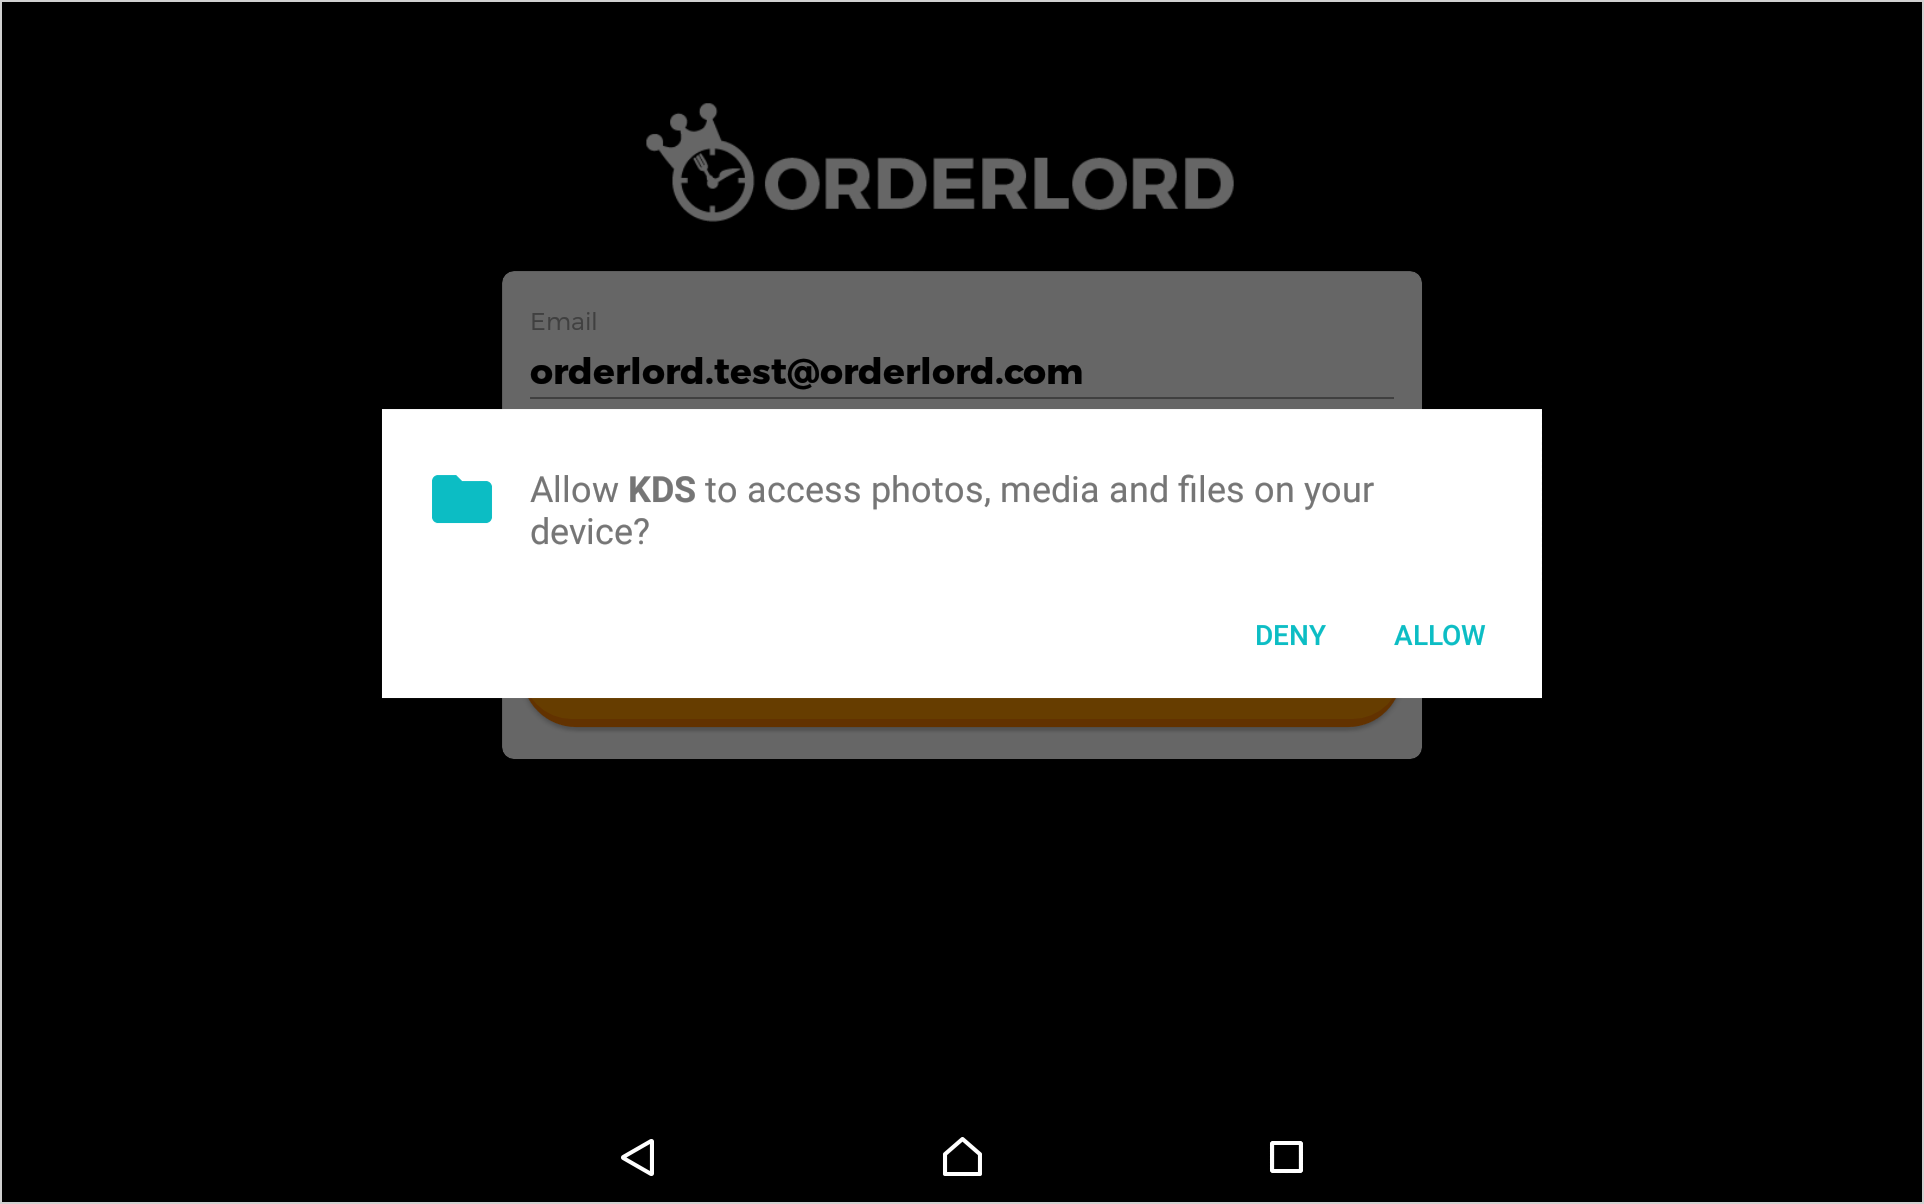 ORDERLORD
Email
orderlord.test@orderlord.com
Allow KDS to access photos, media and files on your
device?
DENY ALLOW